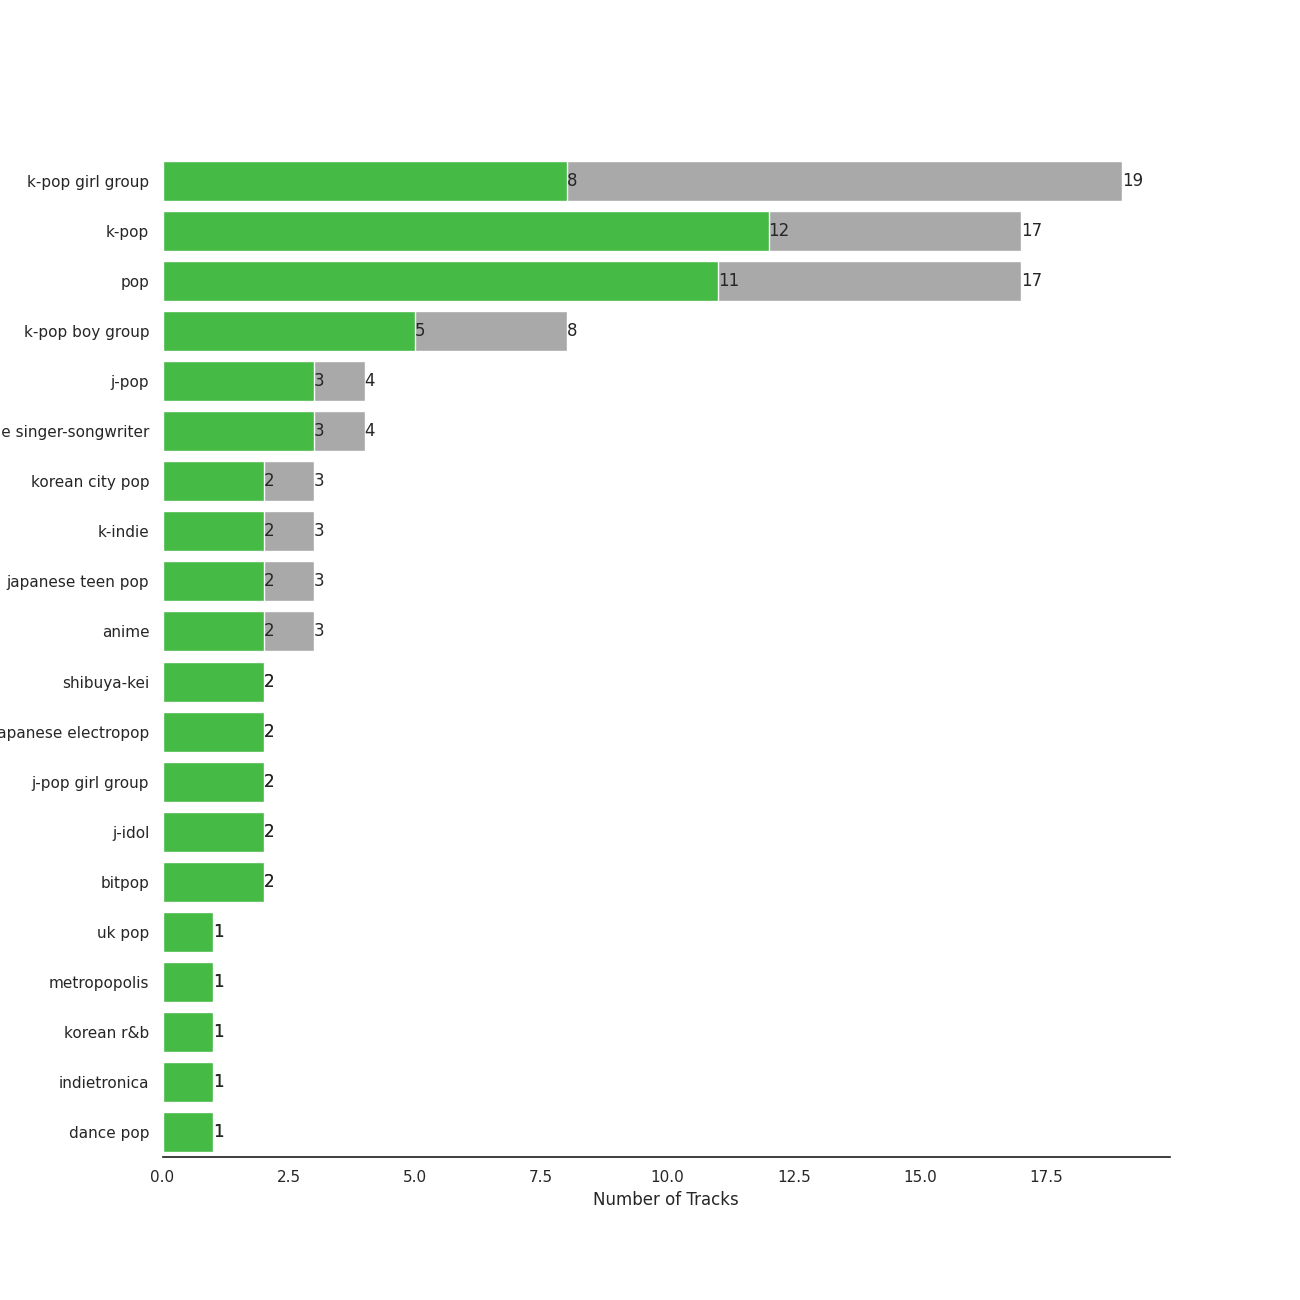 k-pop girl group 8 19
k-pop 12 17
pop 11 17
k-pop boy group 5 8
j-pop 3 4
e singer-songwriter 3 4
korean city pop 2 3
k-indie 2 3
japanese teen pop 2 3
anime 2 3
shibuya-kei 2
apanese electropop 2
j-pop girl group 2
j-idol 2
bitpop 2
uk pop 1
metropopolis 1
korean r&b 1
indietronica 1
dance pop 1
0.0 2.5 5.0 7.5 10.0 12.5 15.0 17.5
Number of Tracks